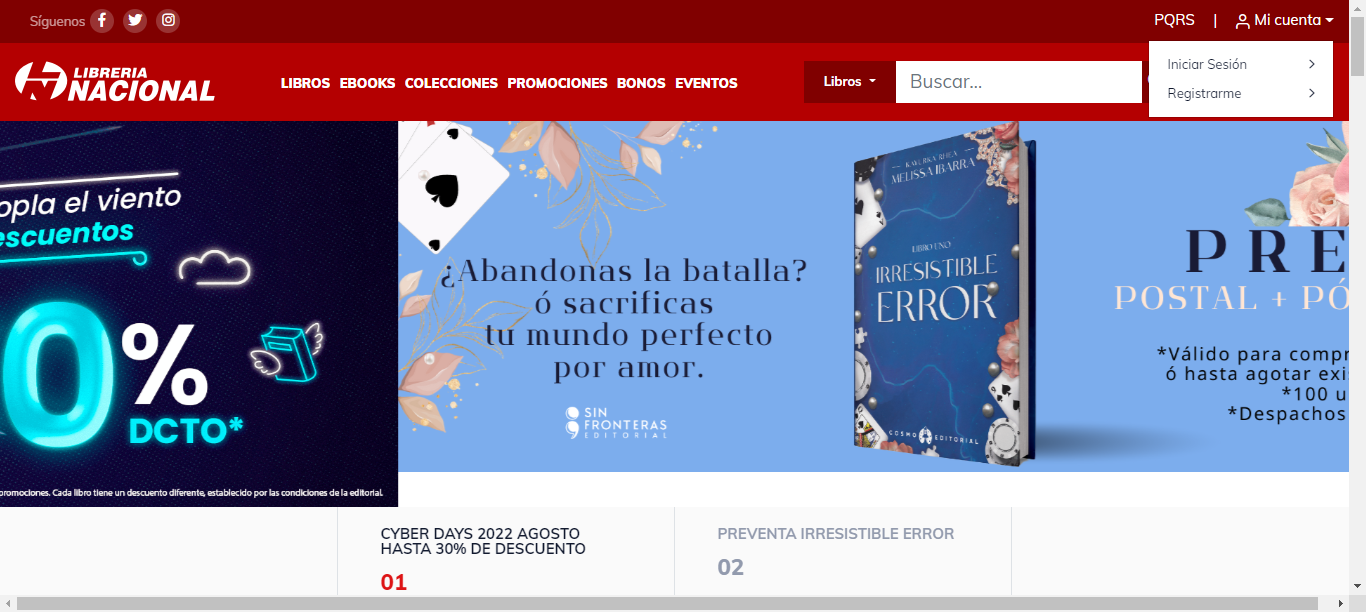 Síguenos
PQRS | Mi cuenta
Iniciar Sesión
Registrarme
LIBRERIA
NACIONAL
LIBROS EBOOKS COLECCIONES PROMOCIONES BONOS EVENTOS
Libros
Buscar...
opla el viento
escuentos
0%
DCTO*
promociones. Cada libro tiene un descuento diferente, establecido por las condiciones de la editorial.
¿Abandonas la batalla?
ó sacrificas
tu mundo perfecto
por amor.
SIN
FRONTERAS
EDITORIAL
MELISSA IBARRA
LIBRO UNO
IRRESISTIBLE
ERROR
COSMO EDITORIAL
PRE
POSTAL + PÓ
*Válido para compr
ó hasta agotar exi
*100 u
*Despachos
CYBER DAYS 2022 AGOSTO
HASTA 30% DE DESCUENTO
01
PREVENTA IRRESISTIBLE ERROR
02